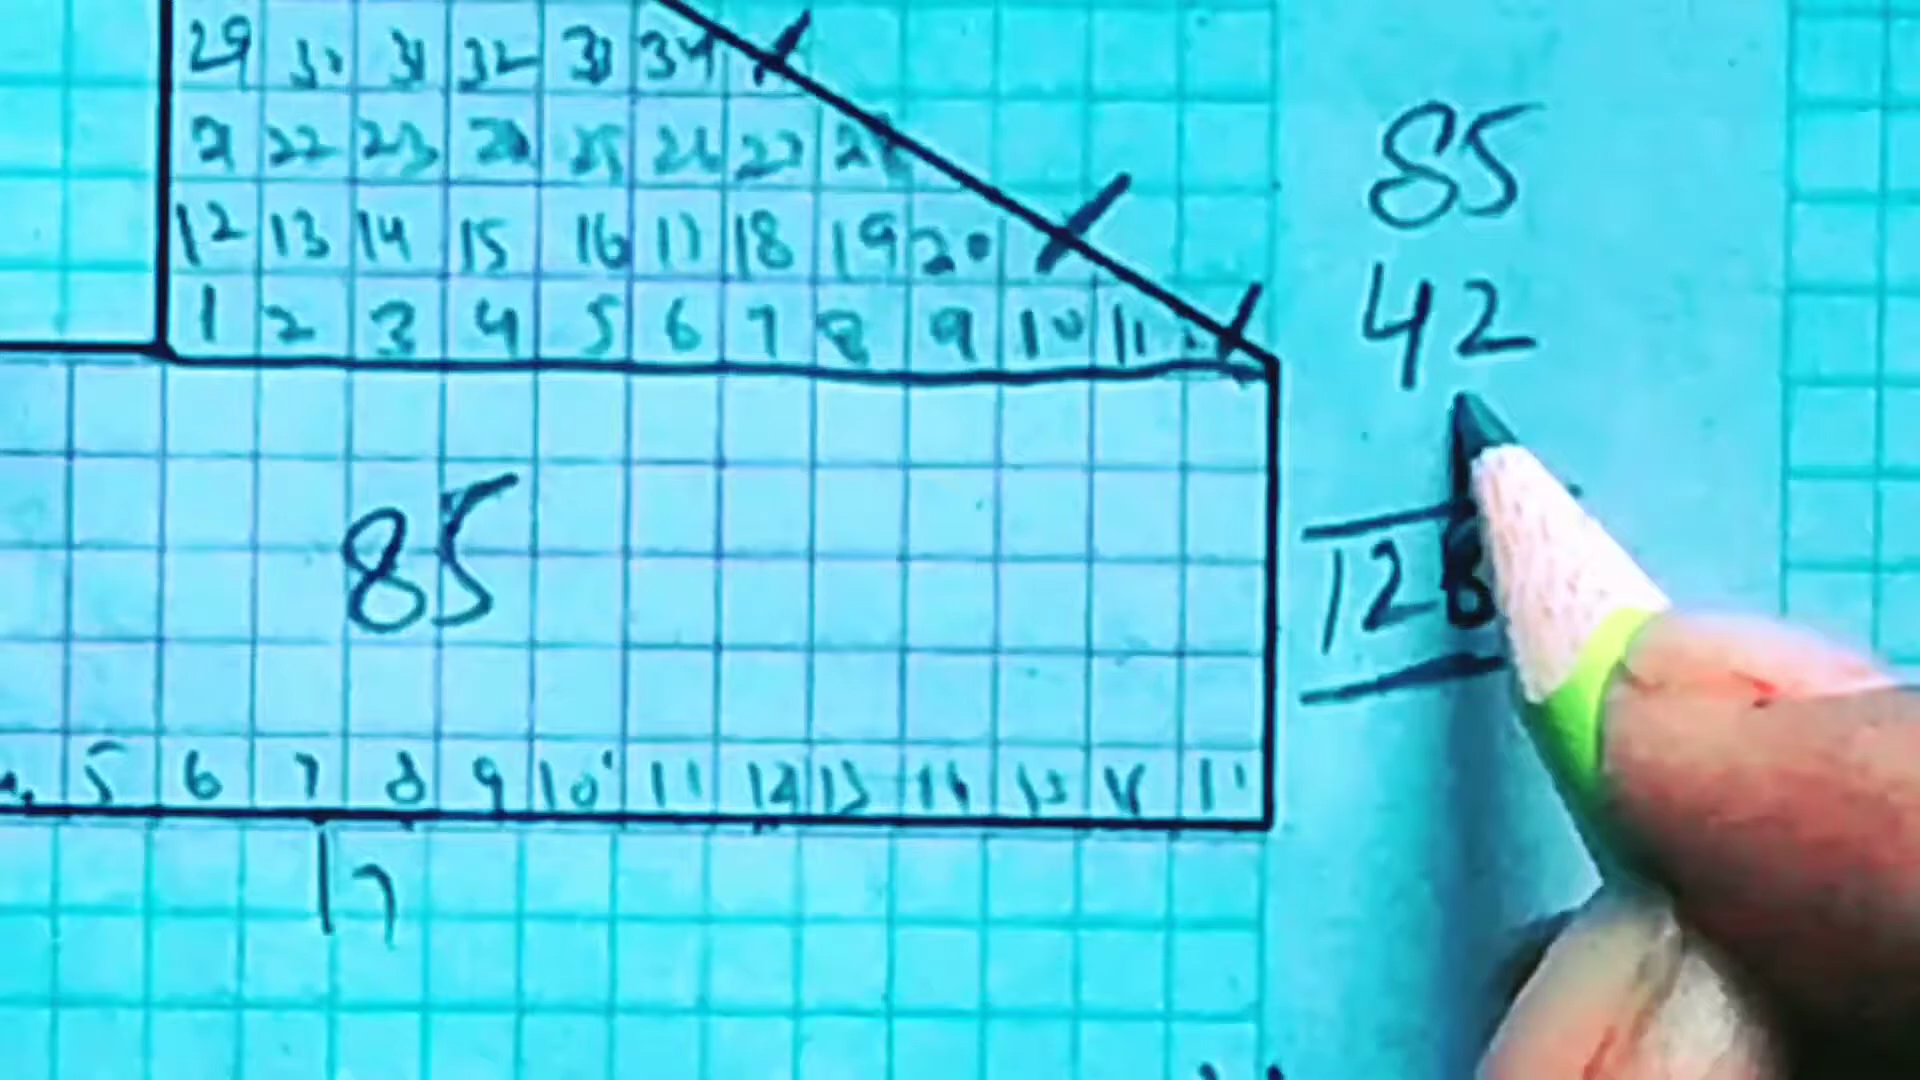 29 30 31 32 33 34
21 22 23 24 25 26 27 28
12 13 14 15 16 17 18 19 20
1 2 3 4 5 6 7 8 9 10 11
85
5 6 7 8 9 10 11 12 13 14 15 16 17
17
85
42
128